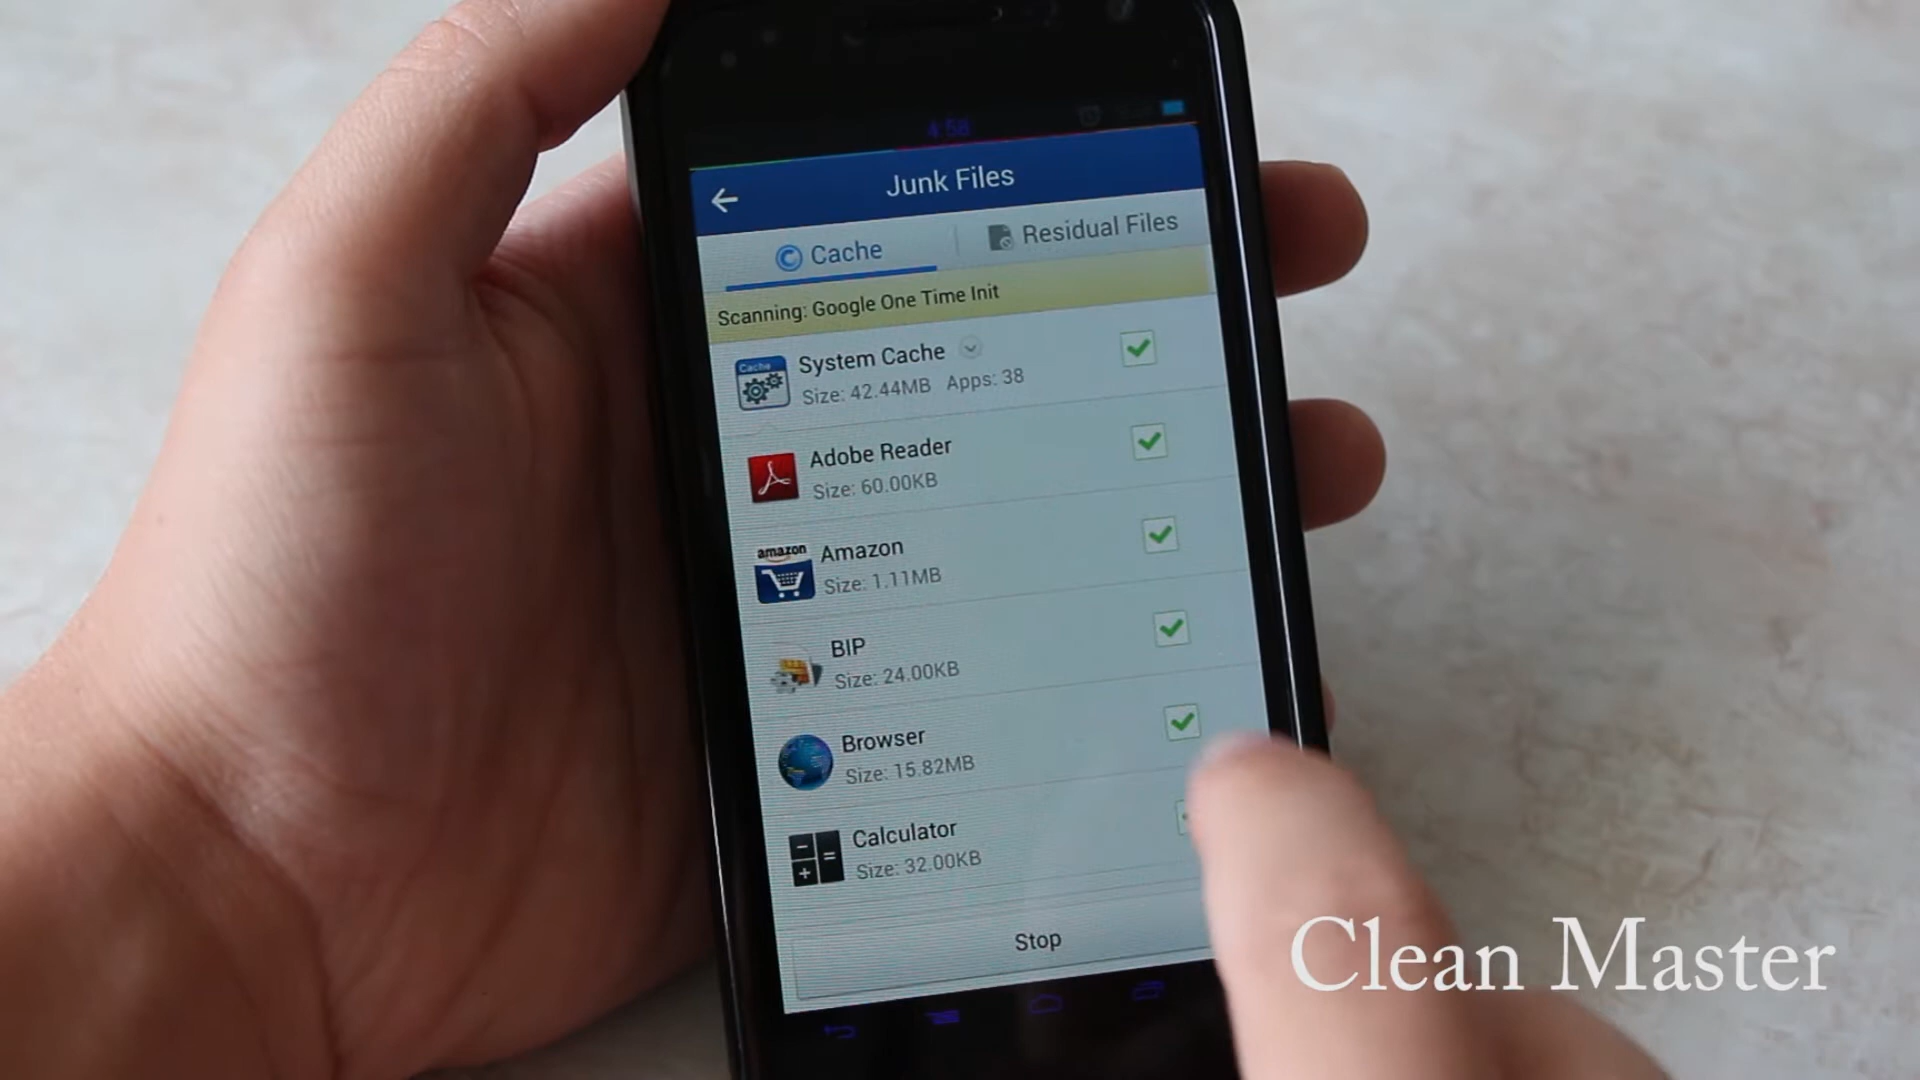 4:58
Junk Files
Cache
Residual Files
Scanning: Google One Time Init
Cache
System Cache
Size: 42.44MB Apps: 38
Adobe Reader
Size: 60.00KB
amazon
Amazon
Size: 1.11MB
BIP
Size: 24.00KB
Browser
Size: 15.82MB
Calculator
Size: 32.00KB
Stop
Clean Master